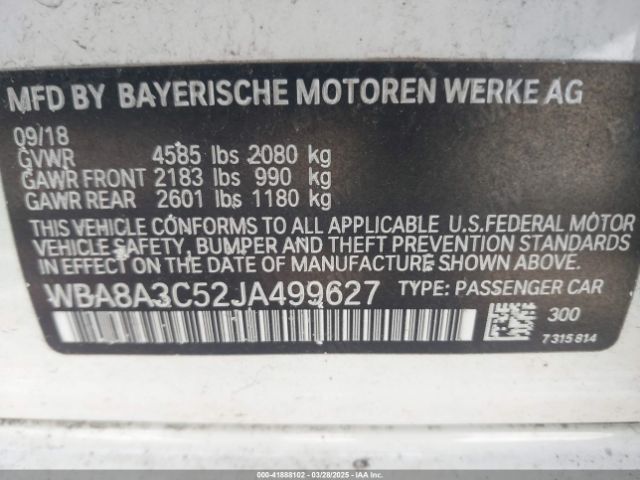 MFD BY BAYERISCHE MOTOREN WERKE AG
09/18
GVWR 4585 lbs 2080 kg
GAWR FRONT 2183 lbs 990 kg
GAWR REAR 2601 lbs 1180 kg
THIS VEHICLE CONFORMS TO ALL APPLICABLE U.S. FEDERAL MOTOR
VEHICLE SAFETY, BUMPER AND THEFT PREVENTION STANDARDS
IN EFFECT ON THE DATE OF MANUFACTURE SHOWN ABOVE.
WBA8A3C52JA499627 TYPE: PASSENGER CAR
300
7315814
000-41888102 03/28/2025 IAAI.COM